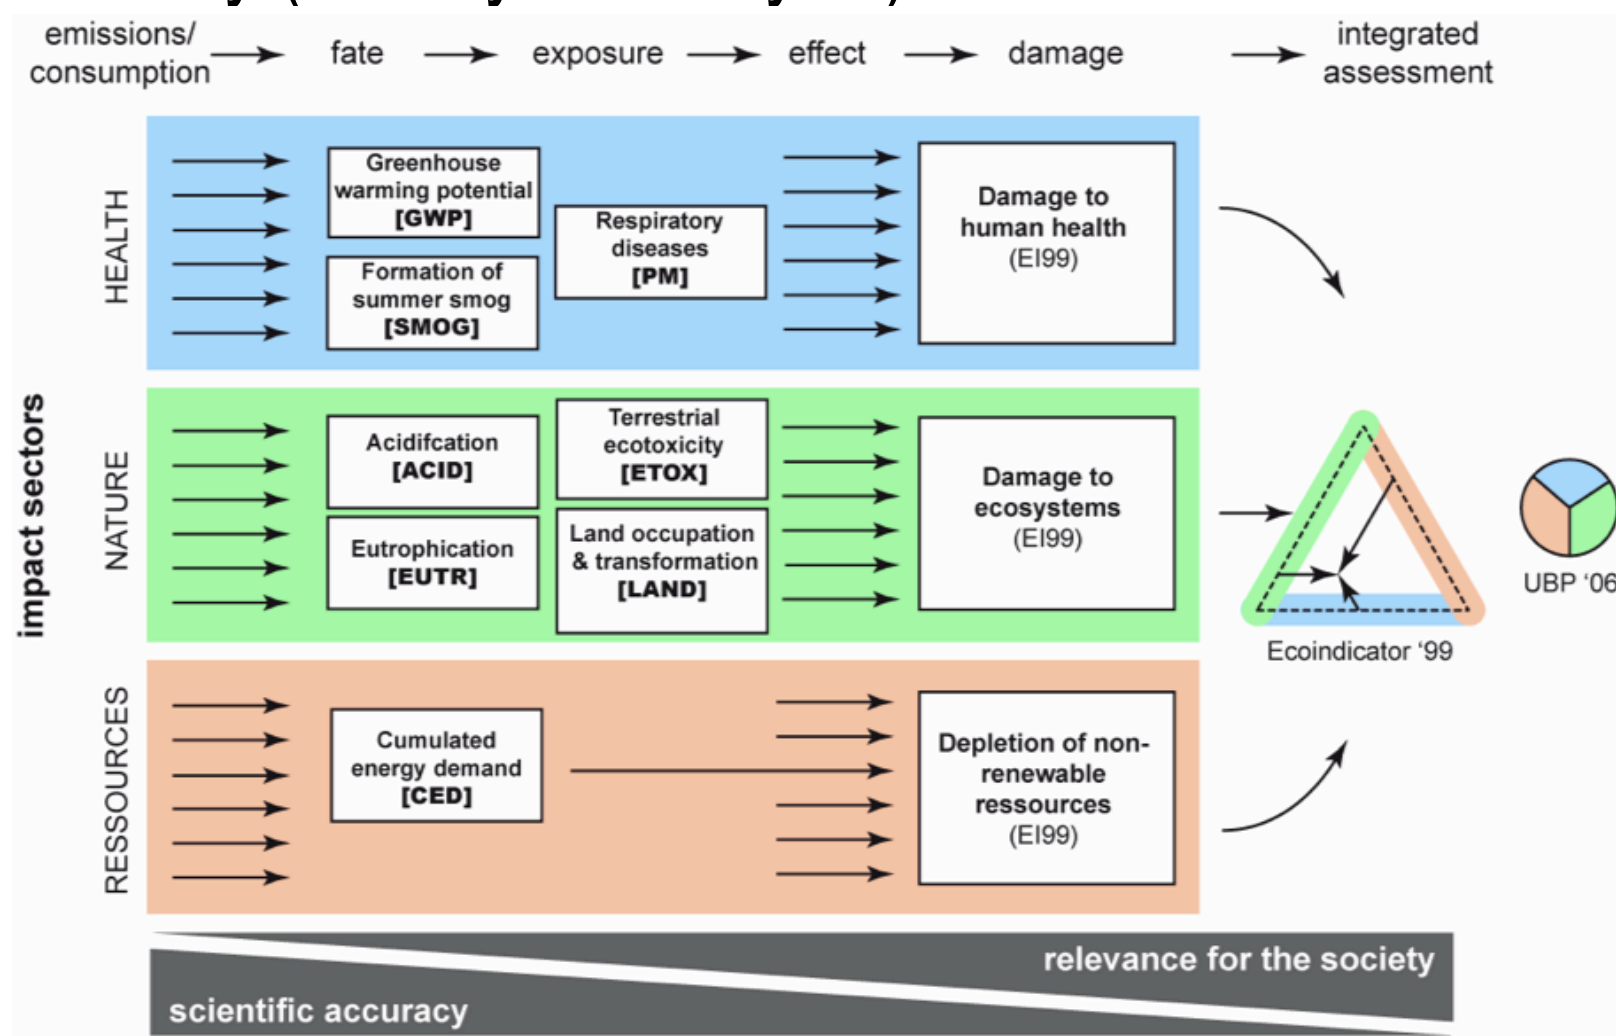 emissions/
consumption
fate
exposure
effect
damage
integrated
assessment
impact sectors
HEALTH
Greenhouse
warming potential
[GWP]
Formation of
summer smog
[SMOG]
Respiratory
diseases
[PM]
Damage to
human health
(EI99)
NATURE
Acidifcation
[ACID]
Eutrophication
[EUTR]
Terrestrial
ecotoxicity
[ETOX]
Land occupation
& transformation
[LAND]
Damage to
ecosystems
(EI99)
Ecoindicator ‘99
UBP ‘06
RESSOURCES
Cumulated
energy demand
[CED]
Depletion of non-
renewable
ressources
(EI99)
relevance for the society
scientific accuracy